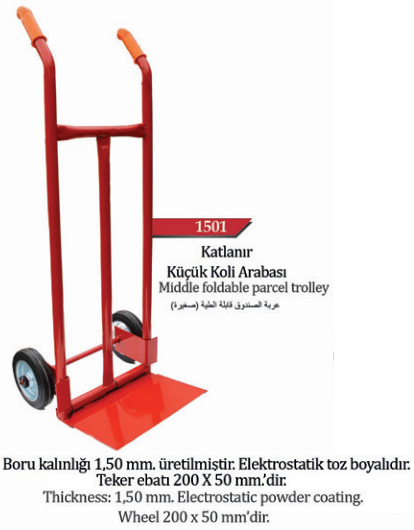 1501
Katlanır
Küçük Koli Arabası
Middle foldable parcel trolley
عربة الصندوق قابلة الطية (صغيرة)
Boru kalınlığı 1,50 mm. üretilmiştir. Elektrostatik toz boyalıdır.
Teker ebatı 200 X 50 mm.'dir.
Thickness: 1,50 mm. Electrostatic powder coating.
Wheel 200 x 50 mm'dir.